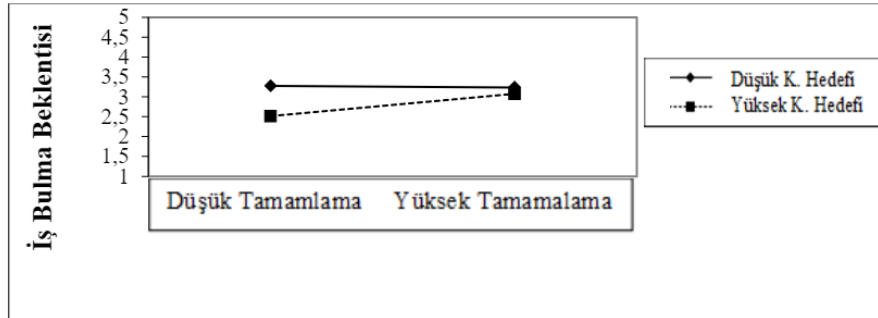 İş Bulma Beklentisi
5
4,5
4
3,5
3
2,5
2
1,5
1
Düşük Tamamlama Yüksek Tamamalama
Düşük K. Hedefi
Yüksek K. Hedefi